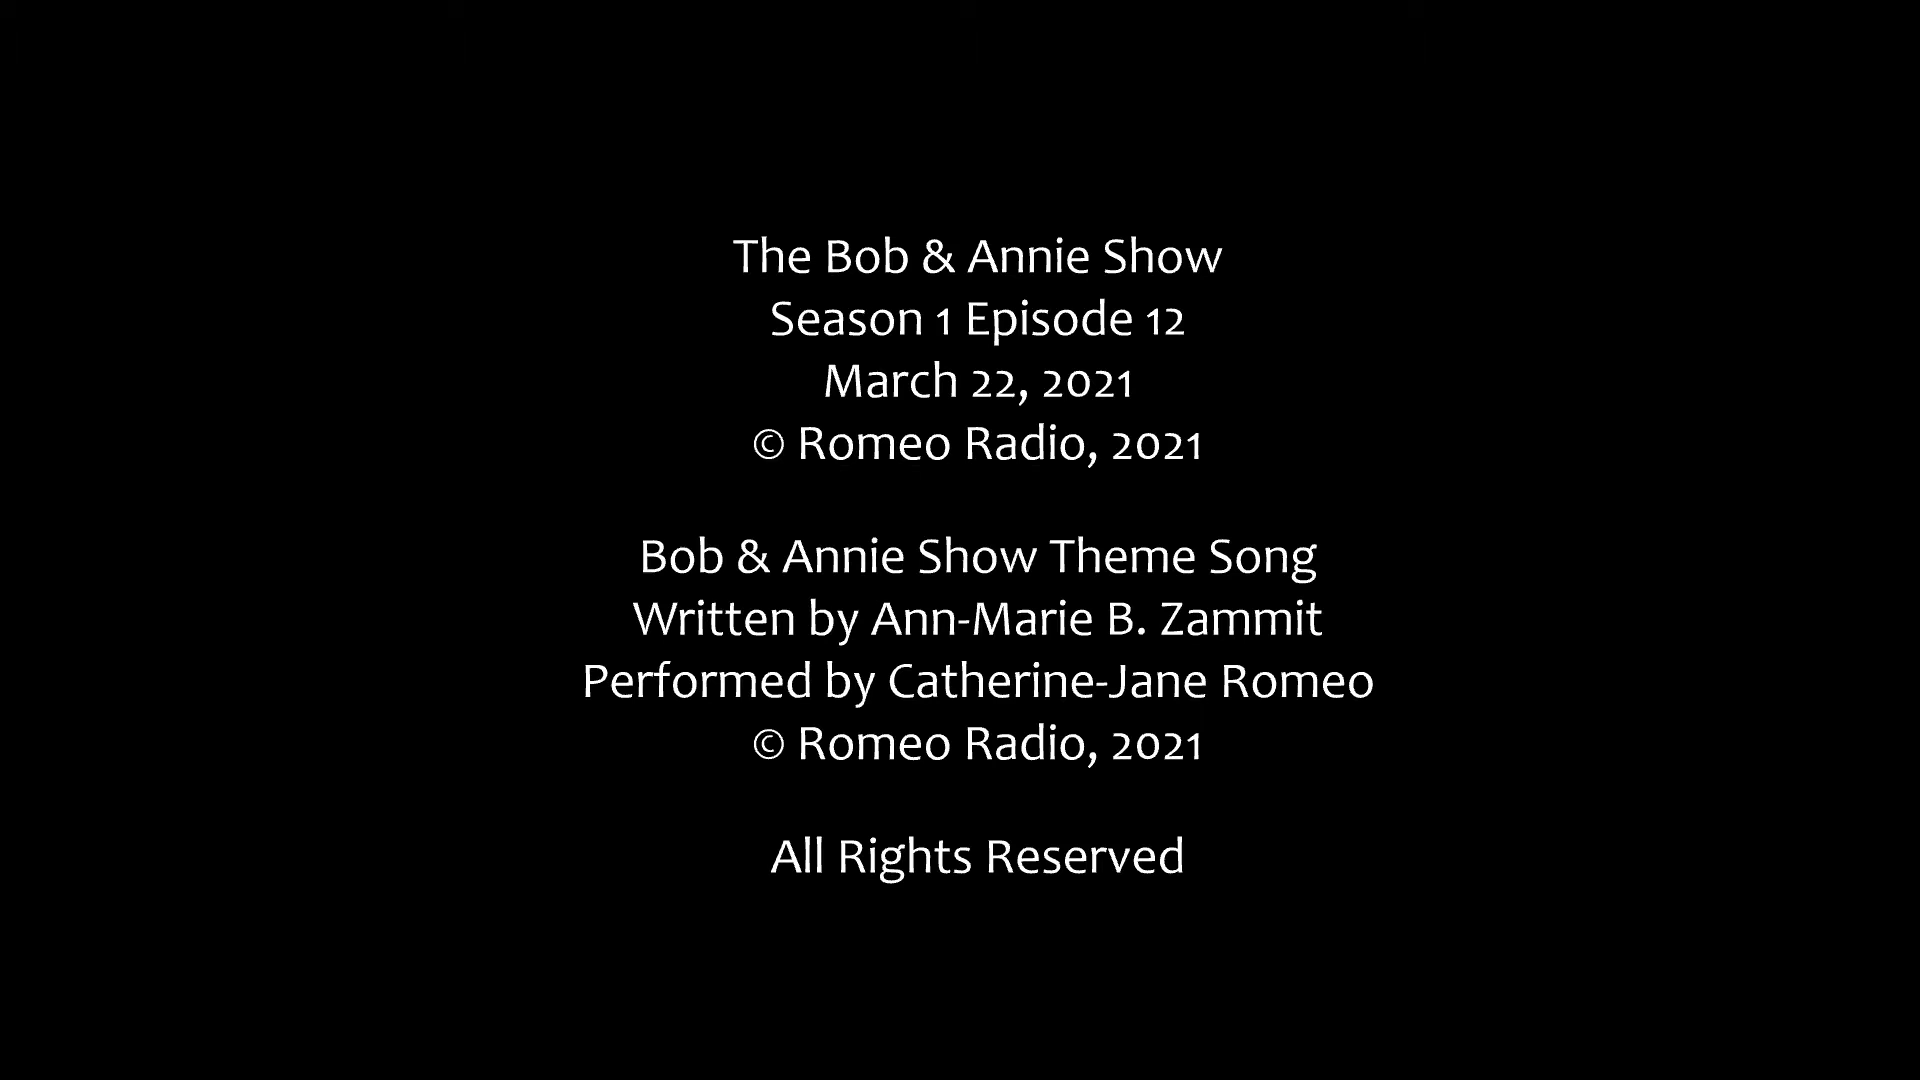 The Bob & Annie Show
Season 1 Episode 12
March 22, 2021
© Romeo Radio, 2021
Bob & Annie Show Theme Song
Written by Ann-Marie B. Zammit
Performed by Catherine-Jane Romeo
© Romeo Radio, 2021
All Rights Reserved